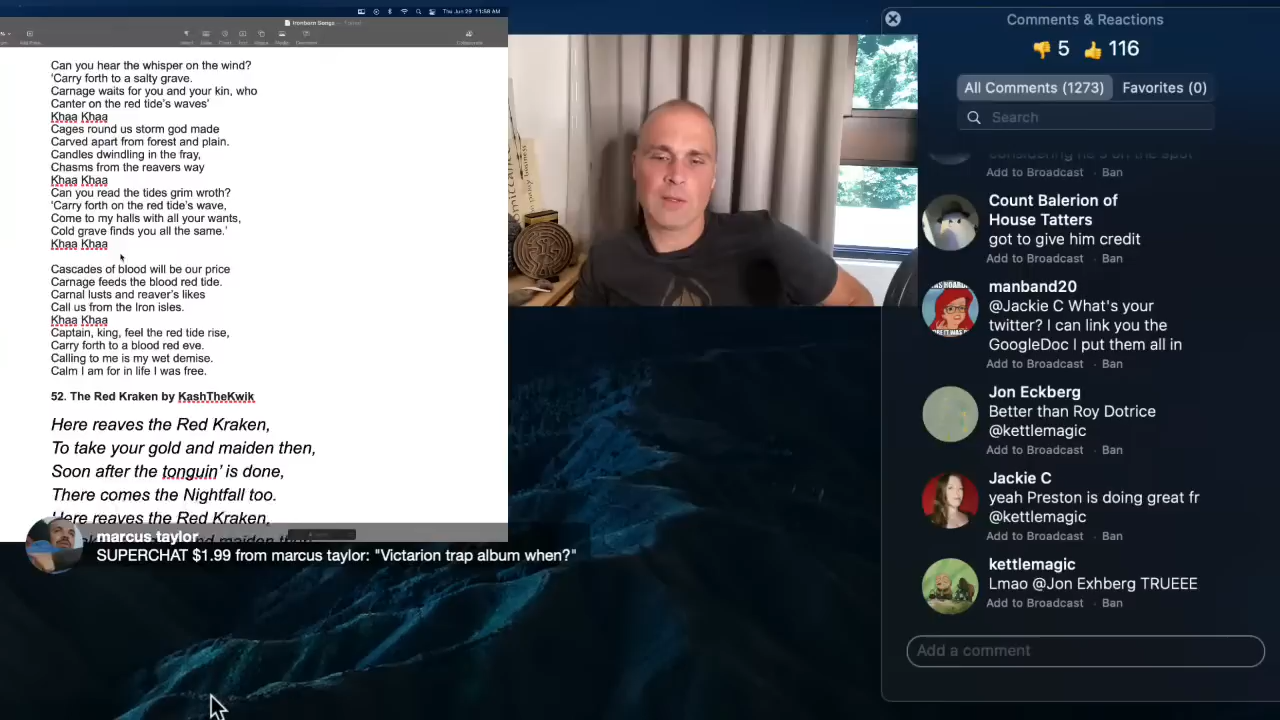 Thu Jun 29 11:58 AM
Ironborn Songs
Can you hear the whisper on the wind?
'Carry forth to a salty grave.
Carnage waits for you and your kin, who
Canter on the red tide's waves'
Khaa Khaa
Cages round us storm god made
Carved apart from forest and plain.
Candles dwindling in the fray,
Chasms from the reavers way
Khaa Khaa
Can you read the tides grim wroth?
'Carry forth on the red tide's wave,
Come to my halls with all your wants,
Cold grave finds you all the same.'
Khaa Khaa
Cascades of blood will be our price
Carnage feeds the blood red tide.
Carnal lusts and reaver's likes
Call us from the Iron isles.
Khaa Khaa
Captain, king, feel the red tide rise,
Carry forth to a blood red eve.
Calling to me is my wet demise.
Calm I am for in life I was free.
52. The Red Kraken by KashTheKwik
Here reaves the Red Kraken,
To take your gold and maiden then,
Soon after the tonguin' is done,
There comes the Nightfall too.
Here reaves the Red Kraken,
marcus taylor
SUPERCHAT $1.99 from marcus taylor: "Victarion trap album when?"
Comments & Reactions
👎 5 👍 116
All Comments (1273) Favorites (0)
Search
considering he's on the spot
Add to Broadcast · Ban
Count Balerion of
House Tatters
got to give him credit
Add to Broadcast · Ban
manband20
@Jackie C What's your
twitter? I can link you the
GoogleDoc I put them all in
Add to Broadcast · Ban
Jon Eckberg
Better than Roy Dotrice
@kettlemagic
Add to Broadcast · Ban
Jackie C
yeah Preston is doing great fr
@kettlemagic
Add to Broadcast · Ban
kettlemagic
Lmao @Jon Exhberg TRUEEE
Add to Broadcast · Ban
Add a comment